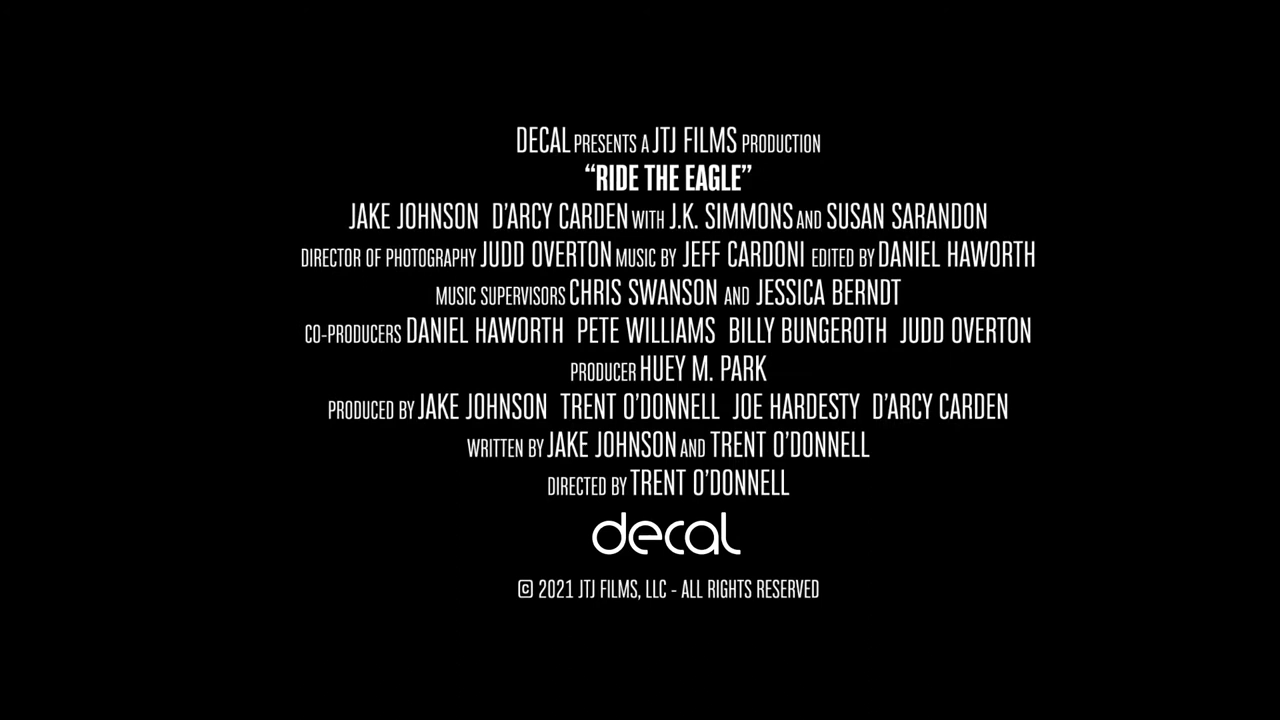 DECAL PRESENTS A JTJ FILMS PRODUCTION
“RIDE THE EAGLE”
JAKE JOHNSON D’ARCY CARDEN WITH J.K. SIMMONS AND SUSAN SARANDON
DIRECTOR OF PHOTOGRAPHY JUDD OVERTON MUSIC BY JEFF CARDONI EDITED BY DANIEL HAWORTH
MUSIC SUPERVISORS CHRIS SWANSON AND JESSICA BERNDT
CO-PRODUCERS DANIEL HAWORTH PETE WILLIAMS BILLY BUNGEROTH JUDD OVERTON
PRODUCER HUEY M. PARK
PRODUCED BY JAKE JOHNSON TRENT O’DONNELL JOE HARDESTY D’ARCY CARDEN
WRITTEN BY JAKE JOHNSON AND TRENT O’DONNELL
DIRECTED BY TRENT O’DONNELL
decal
© 2021 JTJ FILMS, LLC - ALL RIGHTS RESERVED